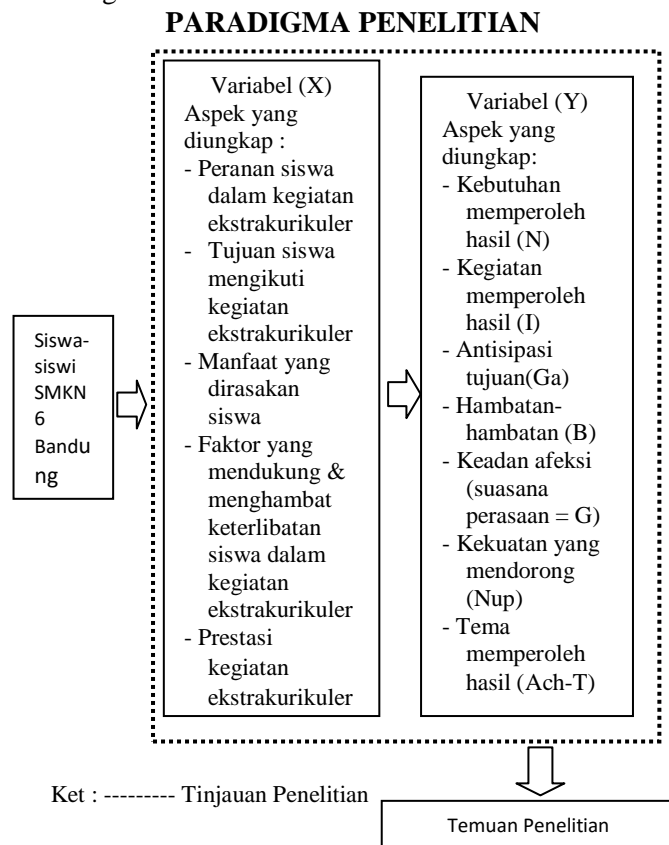 PARADIGMA PENELITIAN
Siswa-
siswi
SMKN
6
Bandu
ng
Variabel (X)
Aspek yang
diungkap :
- Peranan siswa
dalam kegiatan
ekstrakurikuler
- Tujuan siswa
mengikuti
kegiatan
ekstrakurikuler
- Manfaat yang
dirasakan
siswa
- Faktor yang
mendukung &
menghambat
keterlibatan
siswa dalam
kegiatan
ekstrakurikuler
- Prestasi
kegiatan
ekstrakurikuler
Variabel (Y)
Aspek yang
diungkap:
- Kebutuhan
memperoleh
hasil (N)
- Kegiatan
memperoleh
hasil (I)
- Antisipasi
tujuan(Ga)
- Hambatan-
hambatan (B)
- Keadan afeksi
(suasana
perasaan = G)
- Kekuatan yang
mendorong
(Nup)
- Tema
memperoleh
hasil (Ach-T)
Ket : --------- Tinjauan Penelitian
Temuan Penelitian